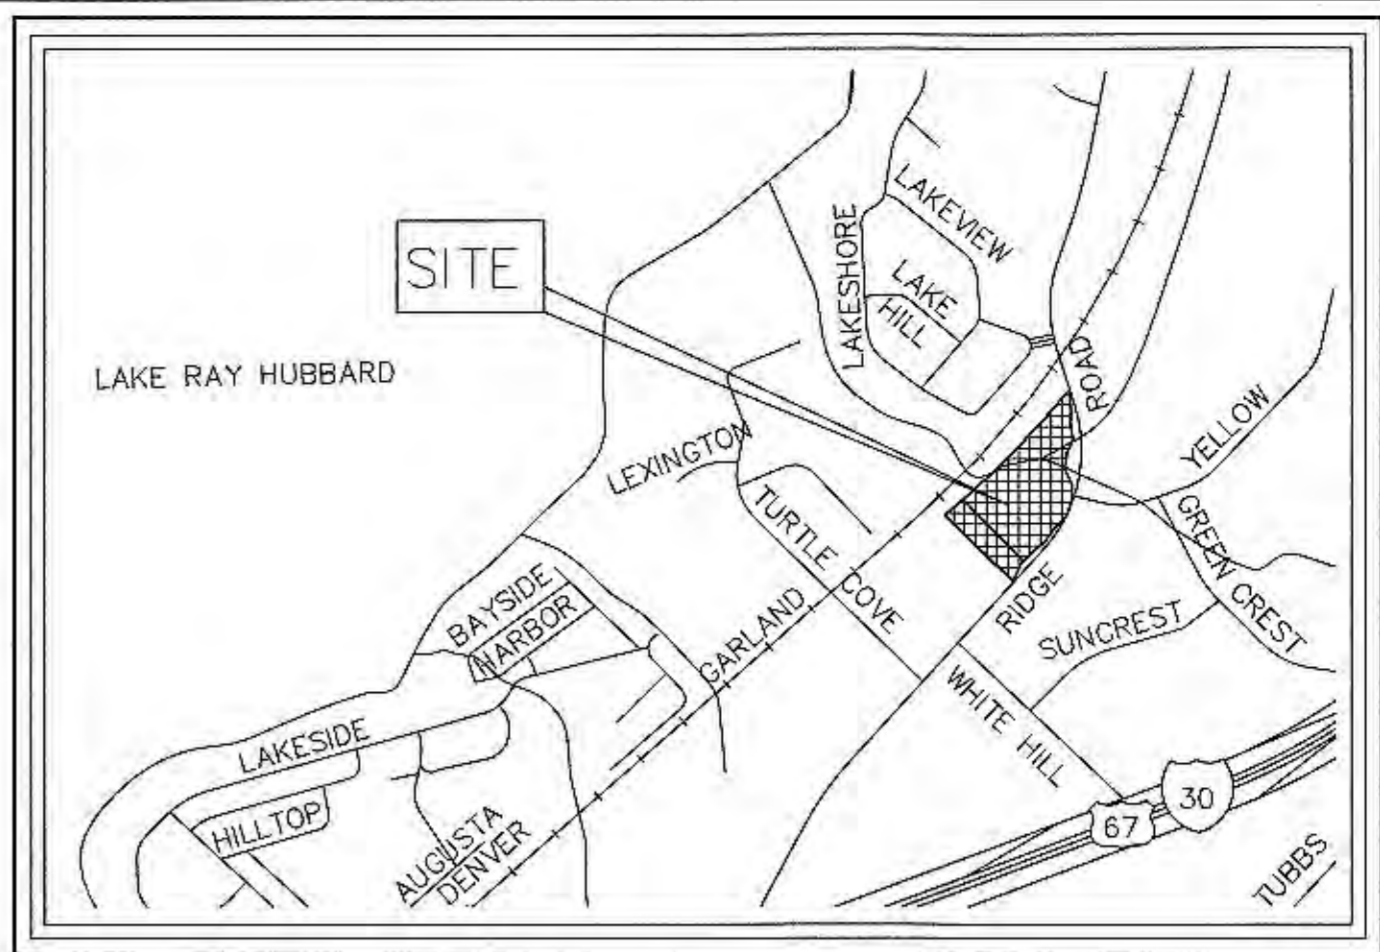 LAKEVIEW
LAKESHORE
SITE
LAKE
HILL
LAKE RAY HUBBARD
ROAD
YELLOW
LEXINGTON
TURTLE COVE
GREEN CREST
BAYSIDE
HARBOR
GARLAND
RIDGE
SUNCREST
WHITE HILL
LAKESIDE
HILLTOP
30
67
AUGUSTA
DENVER
TUBBS